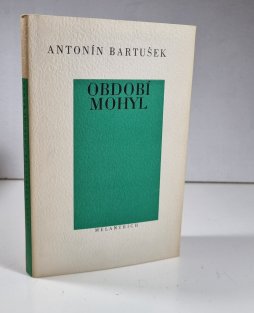 ANTONÍN BARTUŠEK
OBDOBÍ
MOHYL
MELANTRICH